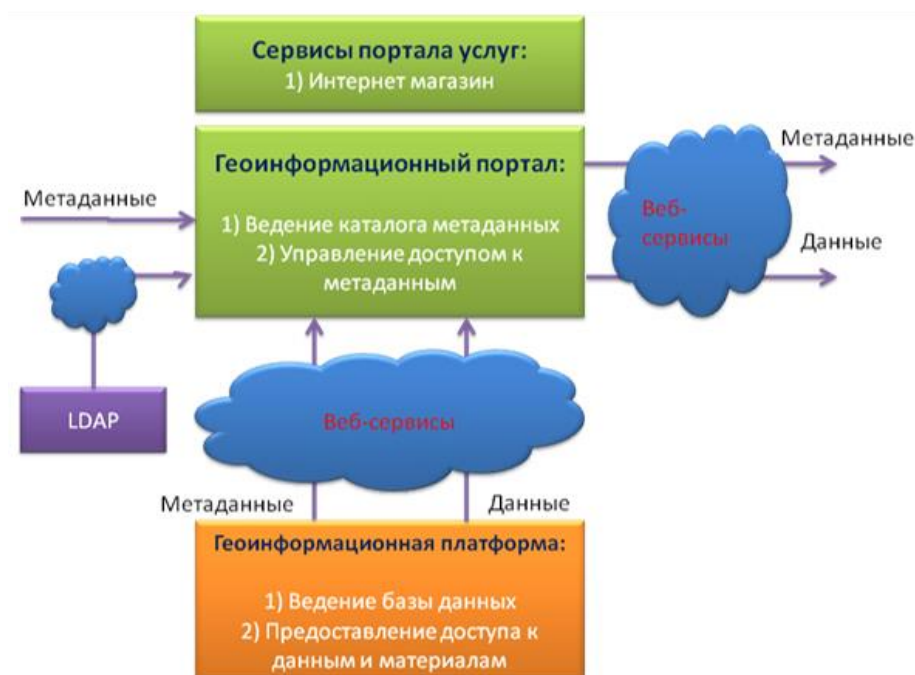 Сервисы портала услуг:
1) Интернет магазин
Геоинформационный портал:
1) Ведение каталога метаданных
2) Управление доступом к
метаданным
Метаданные
LDAP
Веб-
сервисы
Метаданные
Данные
Веб-сервисы
Метаданные
Данные
Геоинформационная платформа:
1) Ведение базы данных
2) Предоставление доступа к
данным и материалам